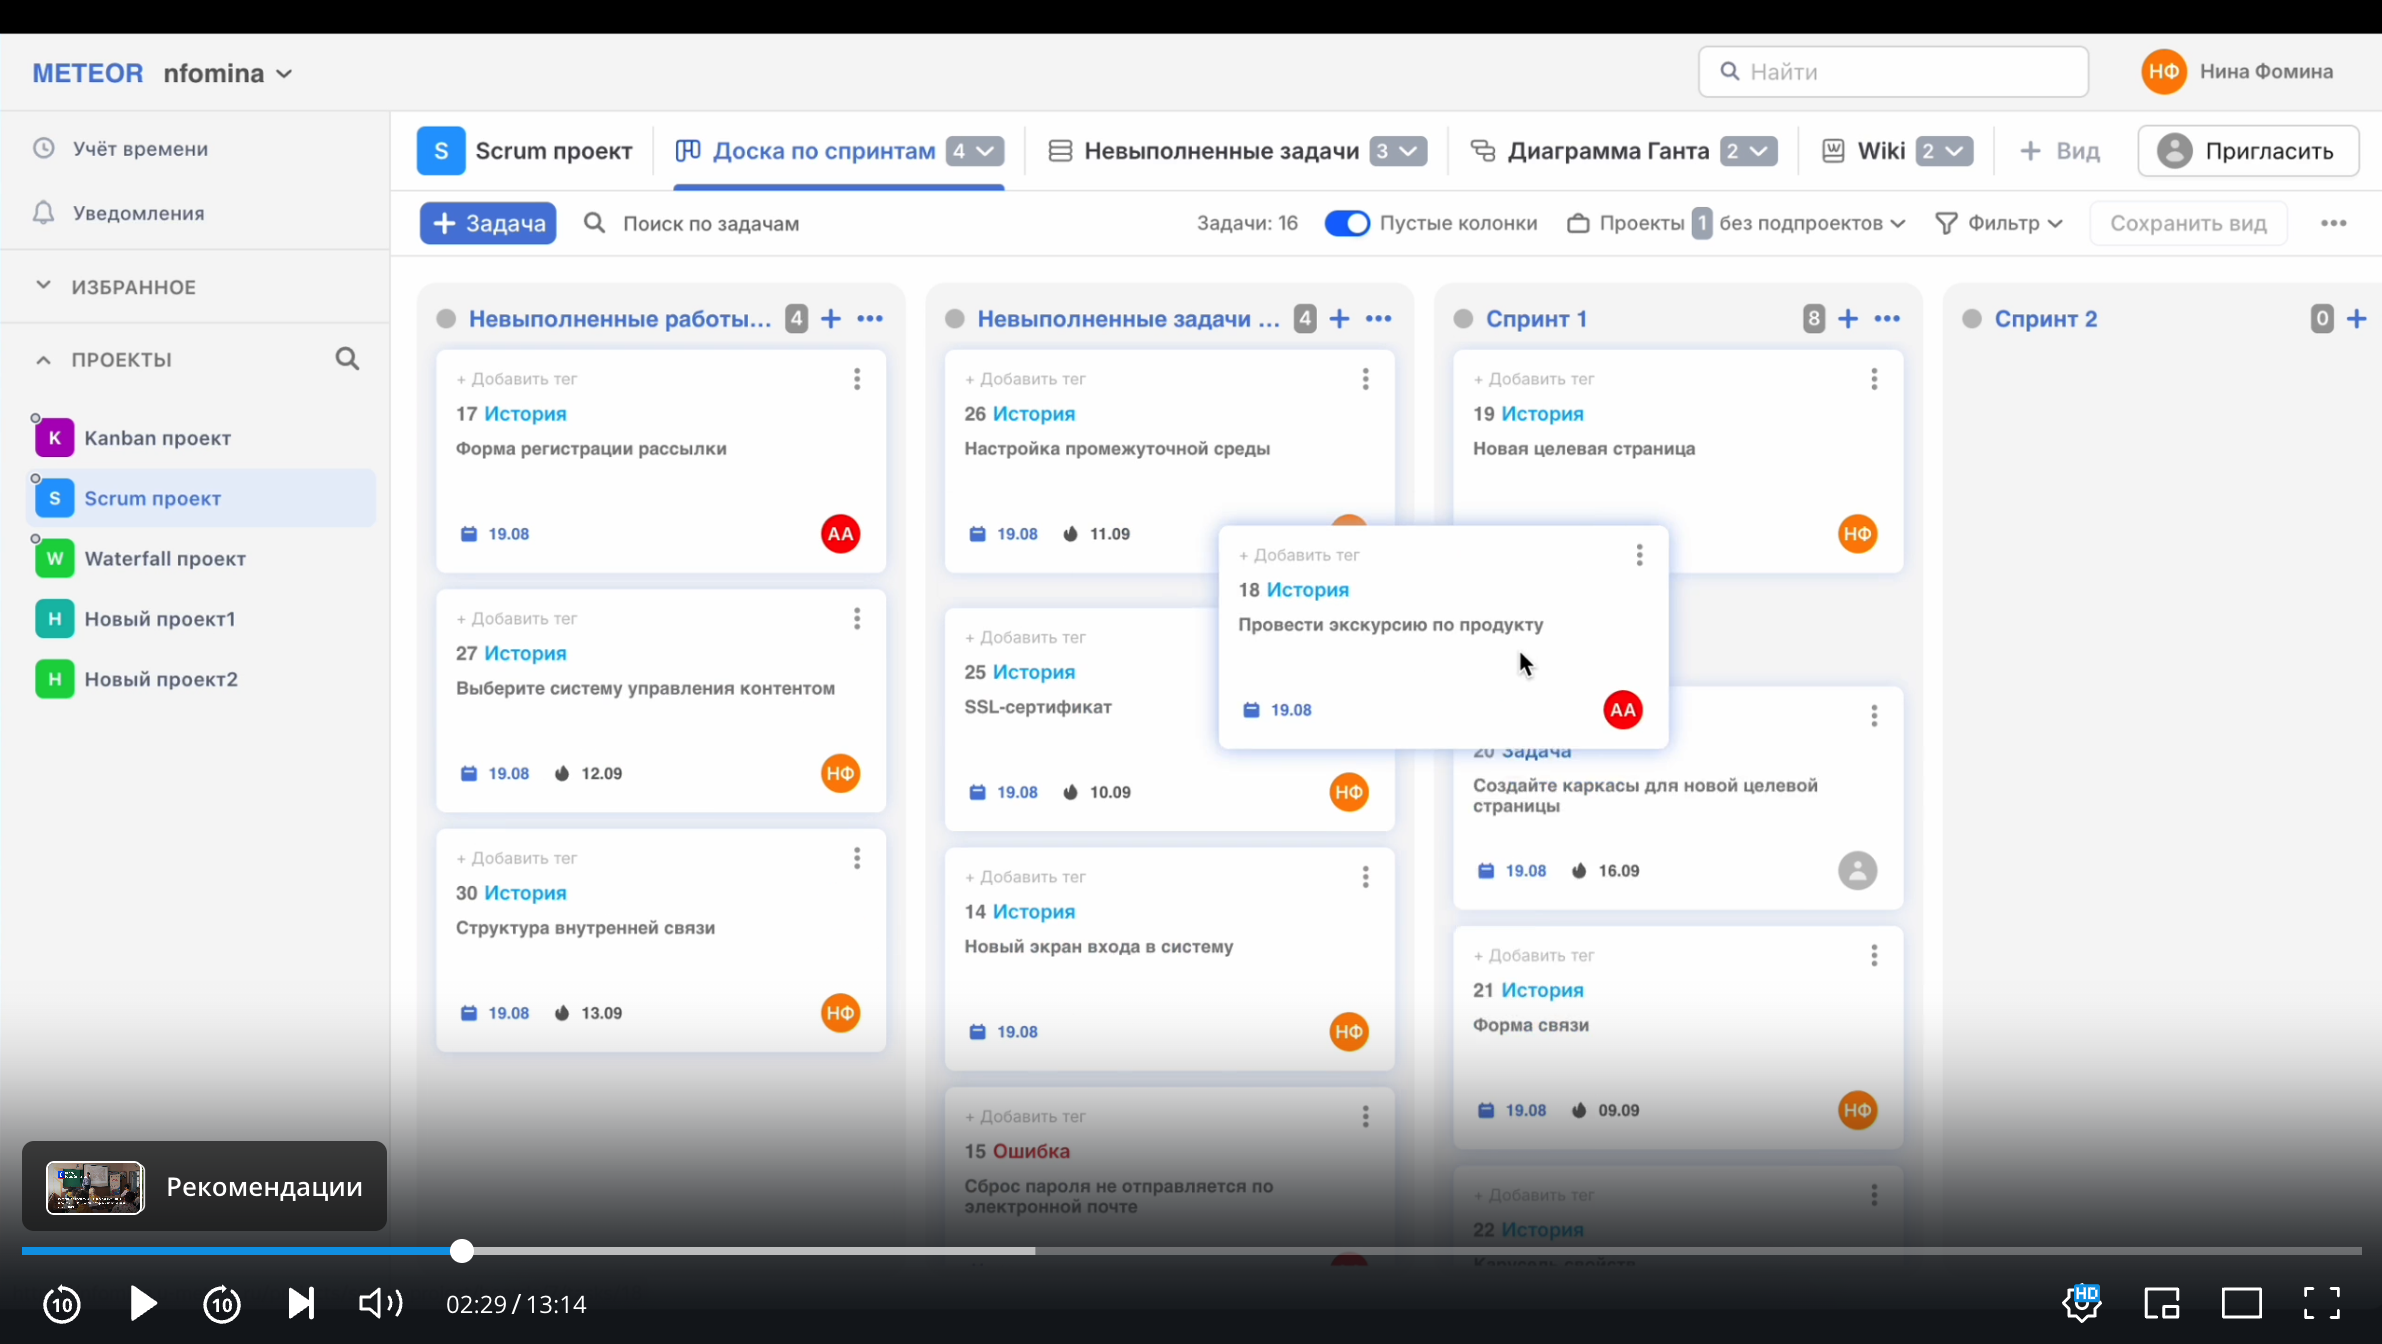 METEOR nfomina
Найти
НФ Нина Фомина
Учёт времени
Уведомления
ИЗБРАННОЕ
ПРОЕКТЫ
K Kanban проект
S Scrum проект
W Waterfall проект
Н Новый проект1
Н Новый проект2
S Scrum проект
Доска по спринтам 4
Невыполненные задачи 3
Диаграмма Ганта 2
Wiki 2
+ Вид
Пригласить
+ Задача
Поиск по задачам
Задачи: 16
Пустые колонки
Проекты 1 без подпроектов
Фильтр
Сохранить вид
Невыполненные работы... 4 +
+ Добавить тег
17 История
Форма регистрации рассылки
19.08 АА
+ Добавить тег
27 История
Выберите систему управления контентом
19.08 12.09 НФ
+ Добавить тег
30 История
Структура внутренней связи
19.08 13.09 НФ
Невыполненные задачи ... 4 +
+ Добавить тег
26 История
Настройка промежуточной среды
19.08 11.09
+ Добавить тег
25 История
SSL-сертификат
19.08 10.09 НФ
+ Добавить тег
14 История
Новый экран входа в систему
19.08 НФ
+ Добавить тег
15 Ошибка
Сброс пароля не отправляется по
электронной почте
+ Добавить тег
18 История
Провести экскурсию по продукту
19.08 АА
Спринт 1 8 +
+ Добавить тег
19 История
Новая целевая страница
НФ
20 Задача
Создайте каркасы для новой целевой
страницы
19.08 16.09
+ Добавить тег
21 История
Форма связи
19.08 09.09 НФ
+ Добавить тег
22 История
Спринт 2 0 +
Рекомендации
10 10 02:29 / 13:14
HD